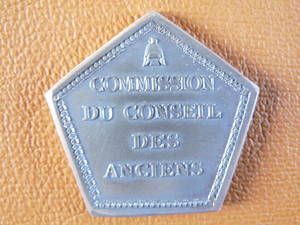 COMMISSION
DU CONSEIL
DES
ANCIENS